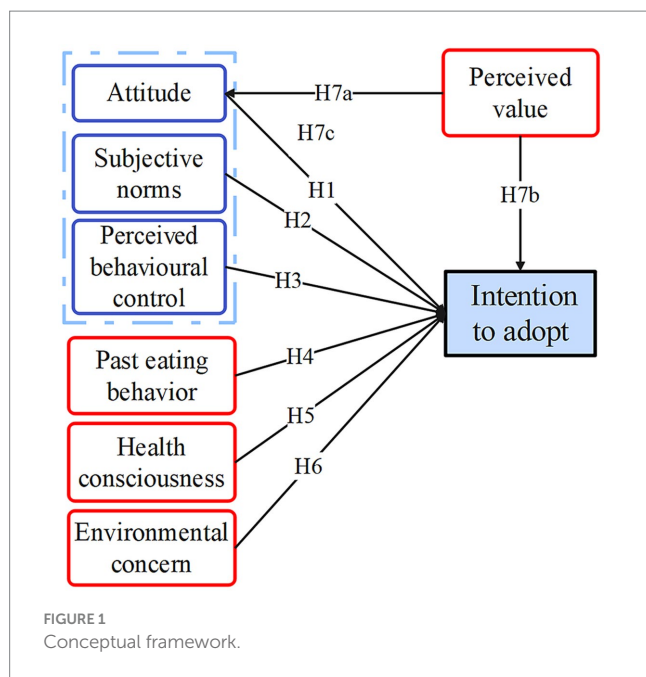 Attitude
H7a
Perceived
value
H7c
Subjective
norms
H1
H7b
H2
Perceived
behavioural
control
H3
Intention
to adopt
Past eating
behavior
H4
Health
consciousness
H5
H6
Environmental
concern
FIGURE 1
Conceptual framework.